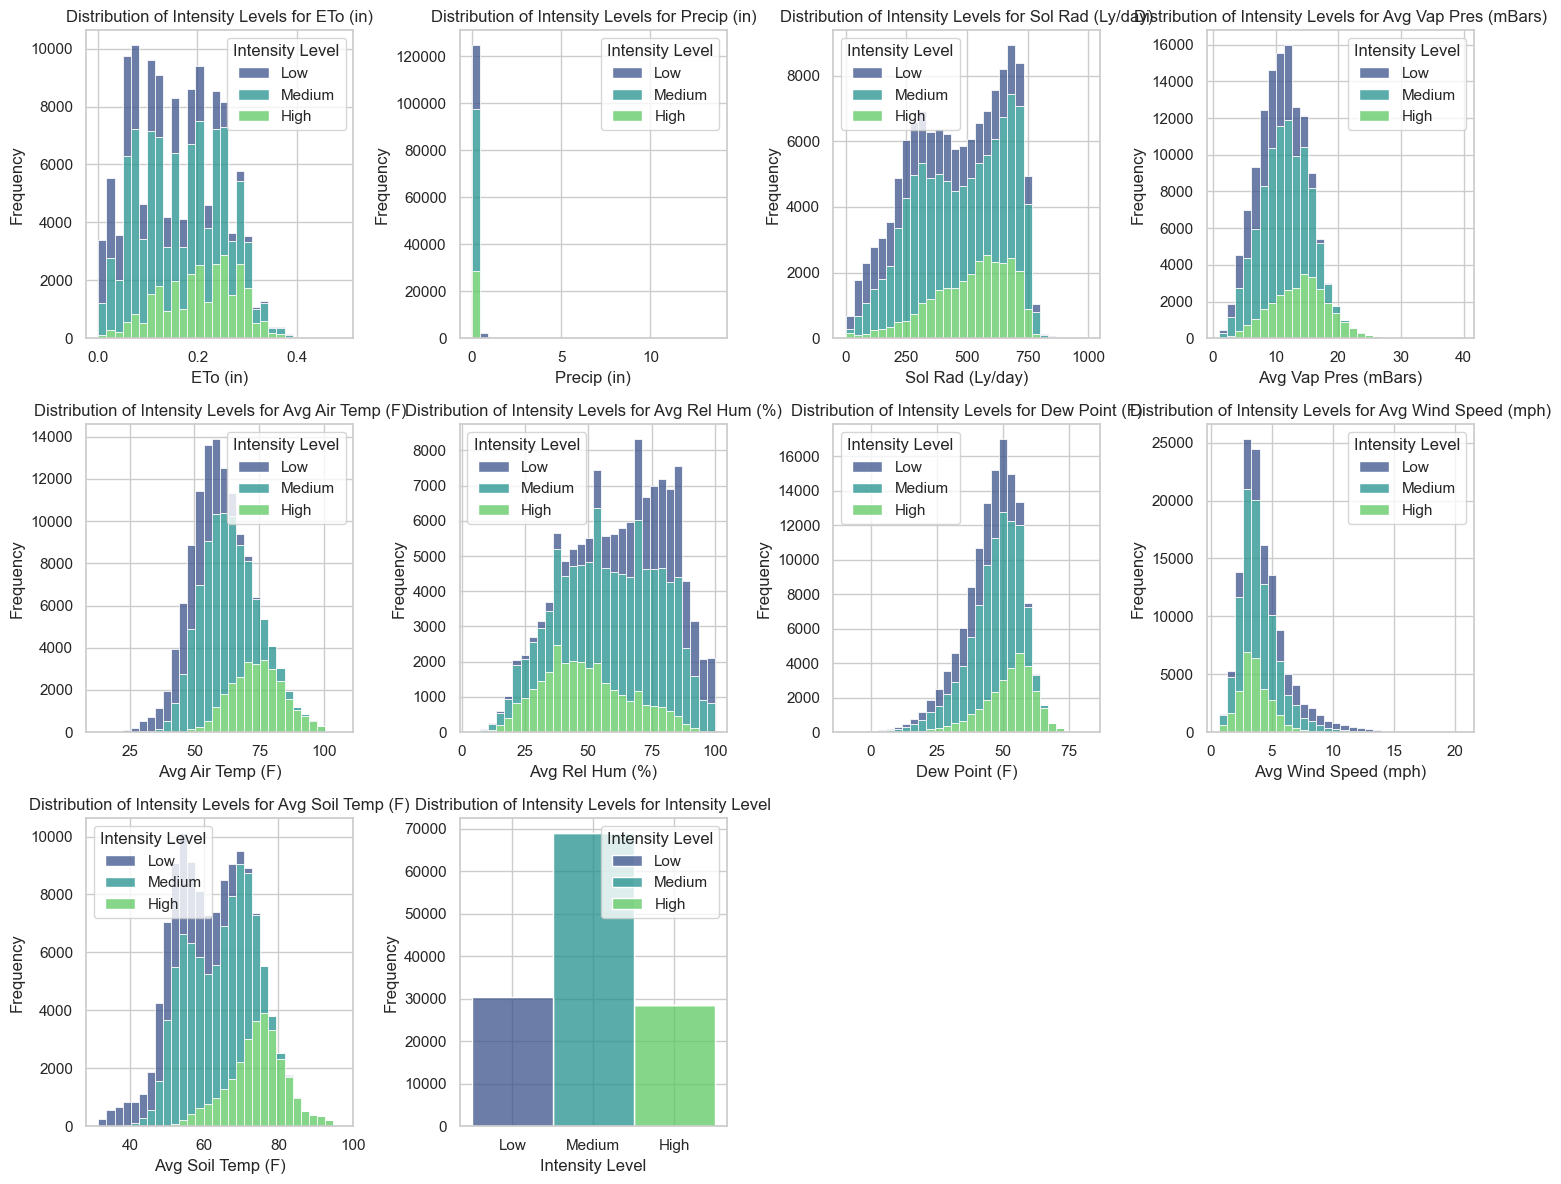 Distribution of Intensity Levels for ETo (in)
Intensity Level
Low
Medium
High
10000
8000
6000
4000
2000
0
Frequency
0.0 0.2 0.4
ETo (in)
Distribution of Intensity Levels for Precip (in)
Intensity Level
Low
Medium
High
120000
100000
80000
60000
40000
20000
0
Frequency
0 5 10
Precip (in)
Distribution of Intensity Levels for Sol Rad (Ly/day)
Intensity Level
Low
Medium
High
8000
6000
4000
2000
0
Frequency
0 250 500 750 1000
Sol Rad (Ly/day)
Distribution of Intensity Levels for Avg Vap Pres (mBars)
Intensity Level
Low
Medium
High
16000
14000
12000
10000
8000
6000
4000
2000
0
Frequency
0 10 20 30 40
Avg Vap Pres (mBars)
Distribution of Intensity Levels for Avg Air Temp (F)
Intensity Level
Low
Medium
High
14000
12000
10000
8000
6000
4000
2000
0
Frequency
25 50 75 100
Avg Air Temp (F)
Distribution of Intensity Levels for Avg Rel Hum (%)
Intensity Level
Low
Medium
High
8000
7000
6000
5000
4000
3000
2000
1000
0
Frequency
0 25 50 75 100
Avg Rel Hum (%)
Distribution of Intensity Levels for Dew Point (F)
Intensity Level
Low
Medium
High
16000
14000
12000
10000
8000
6000
4000
2000
0
Frequency
0 25 50 75
Dew Point (F)
Distribution of Intensity Levels for Avg Wind Speed (mph)
Intensity Level
Low
Medium
High
25000
20000
15000
10000
5000
0
Frequency
0 5 10 15 20
Avg Wind Speed (mph)
Distribution of Intensity Levels for Avg Soil Temp (F)
Intensity Level
Low
Medium
High
10000
8000
6000
4000
2000
0
Frequency
40 60 80 100
Avg Soil Temp (F)
Distribution of Intensity Levels for Intensity Level
Intensity Level
Low
Medium
High
70000
60000
50000
40000
30000
20000
10000
0
Frequency
Low Medium High
Intensity Level